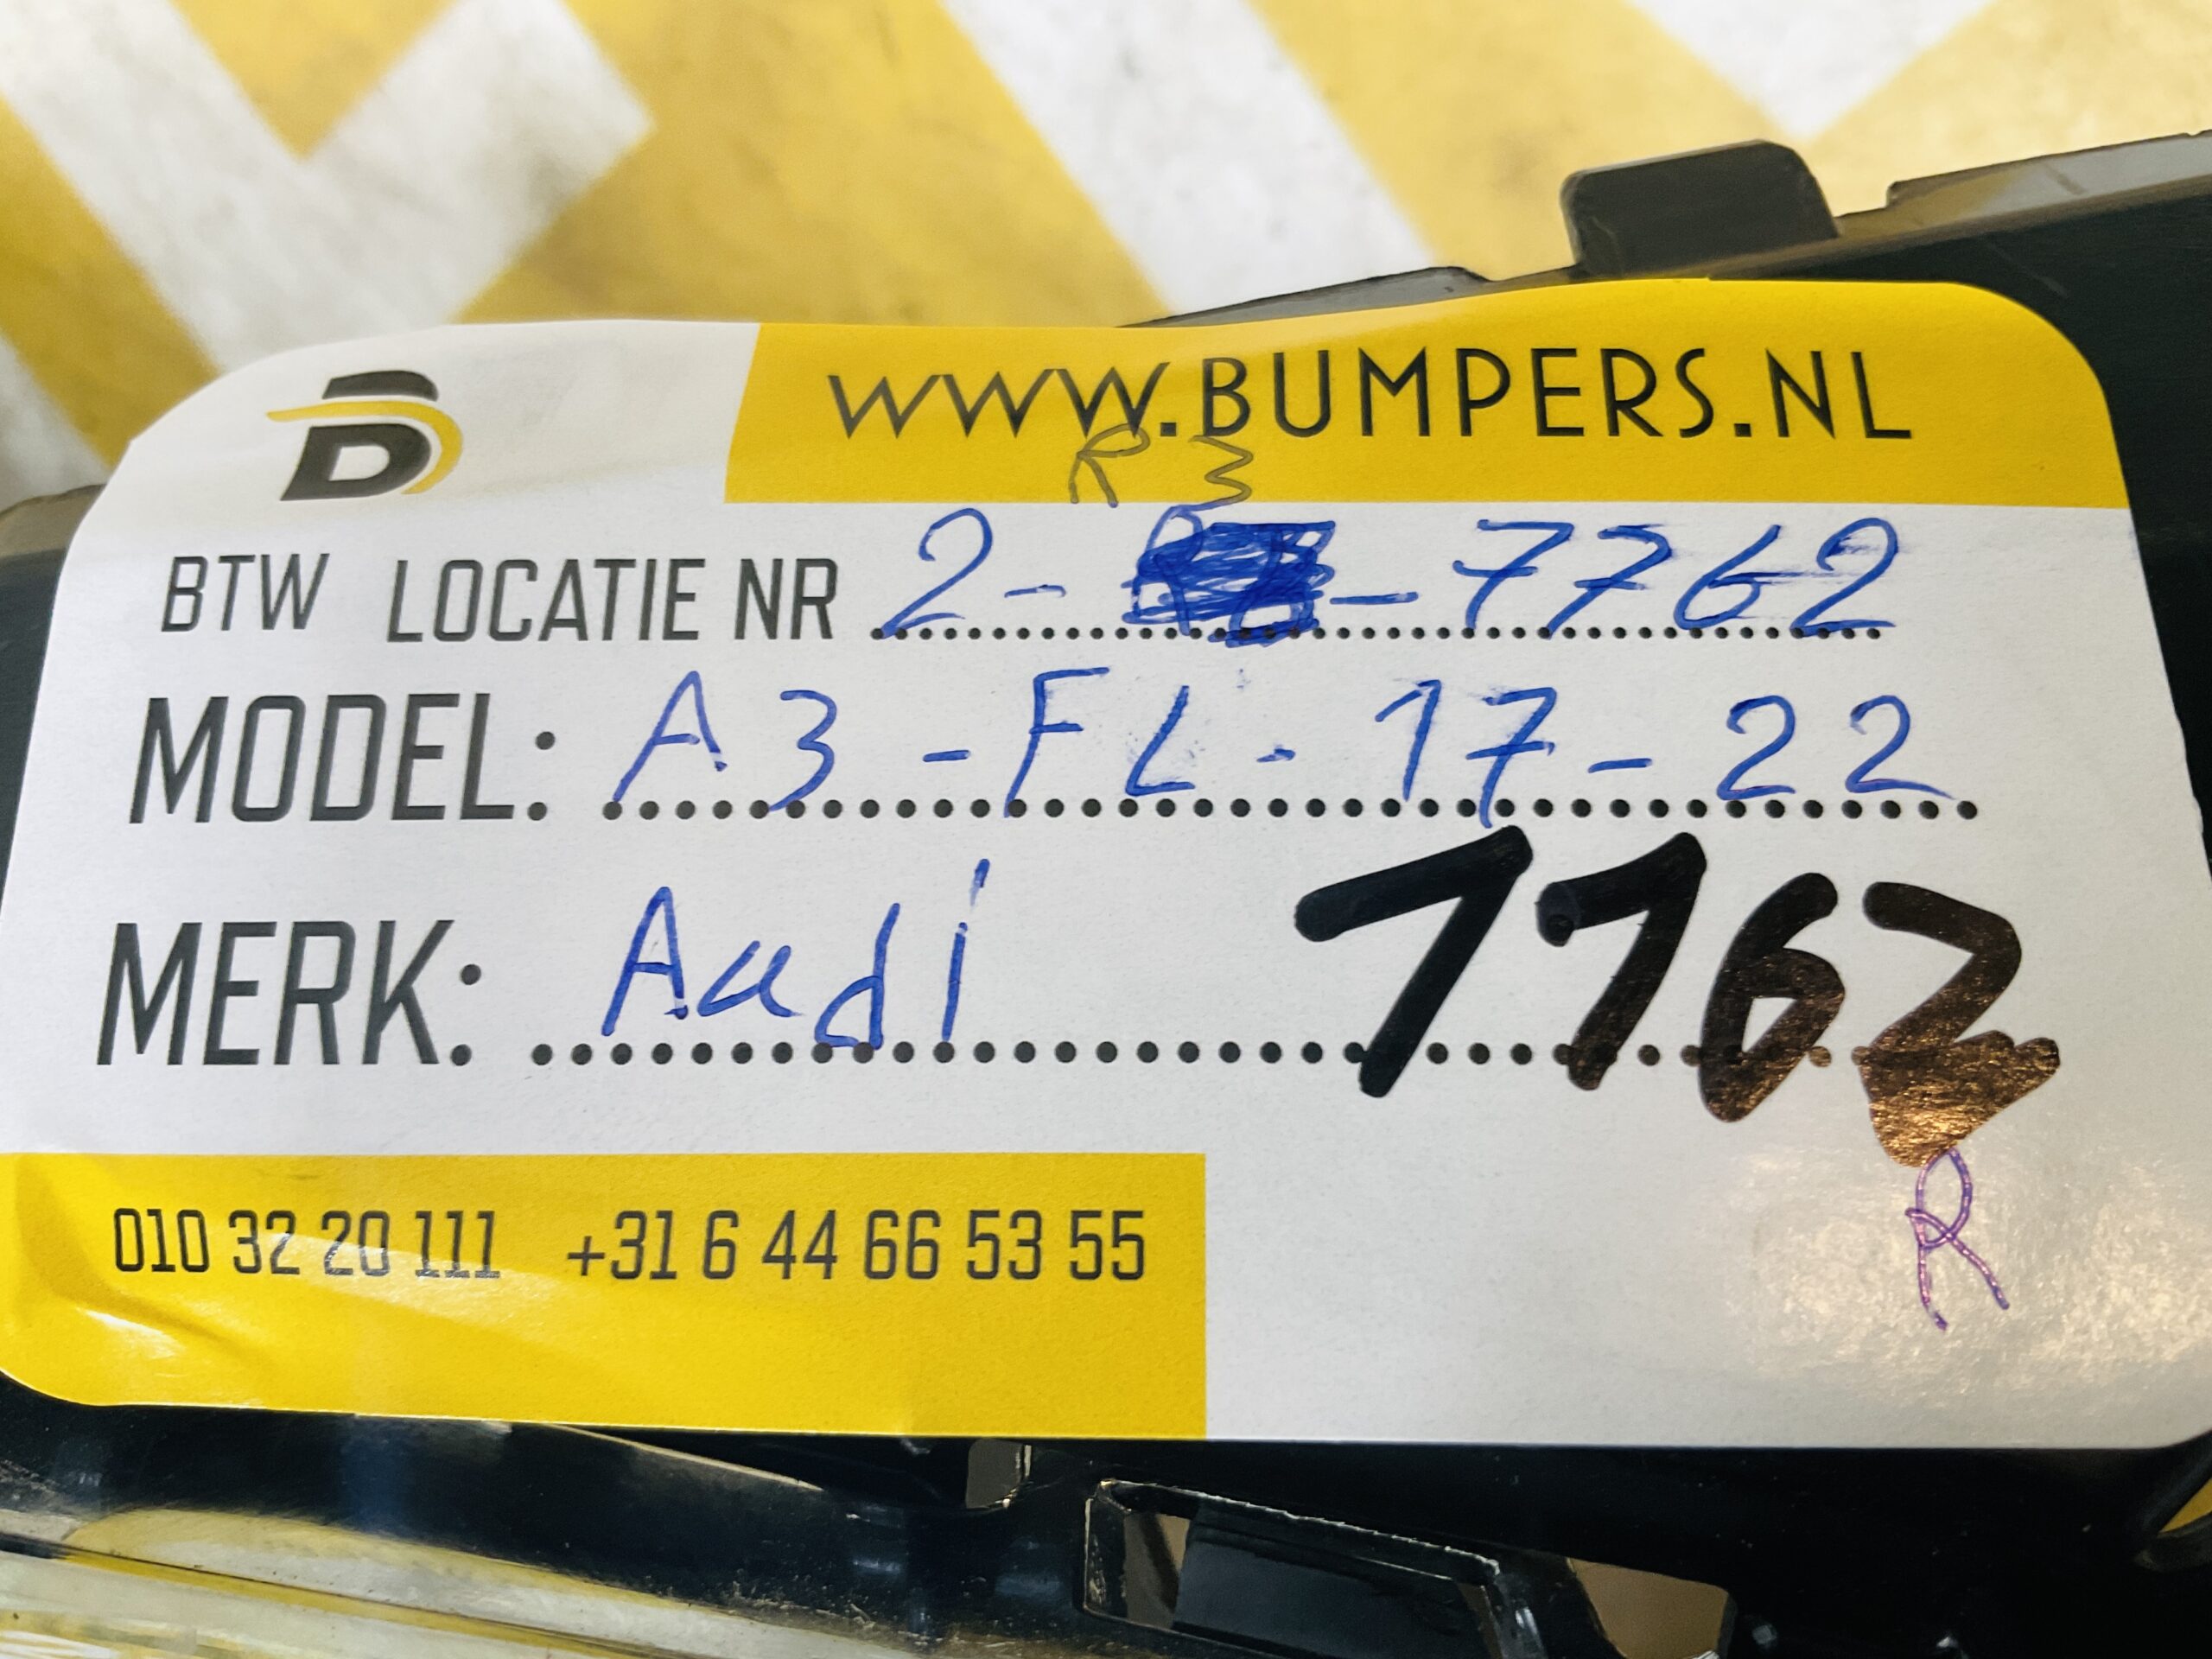 WWW.BUMPERS.NL
R 3
BTW LOCATIE NR 2- -7762
MODEL: A3-FL-17-22
MERK: Audi 7762
R
010 32 20 111 +31 6 44 66 53 55